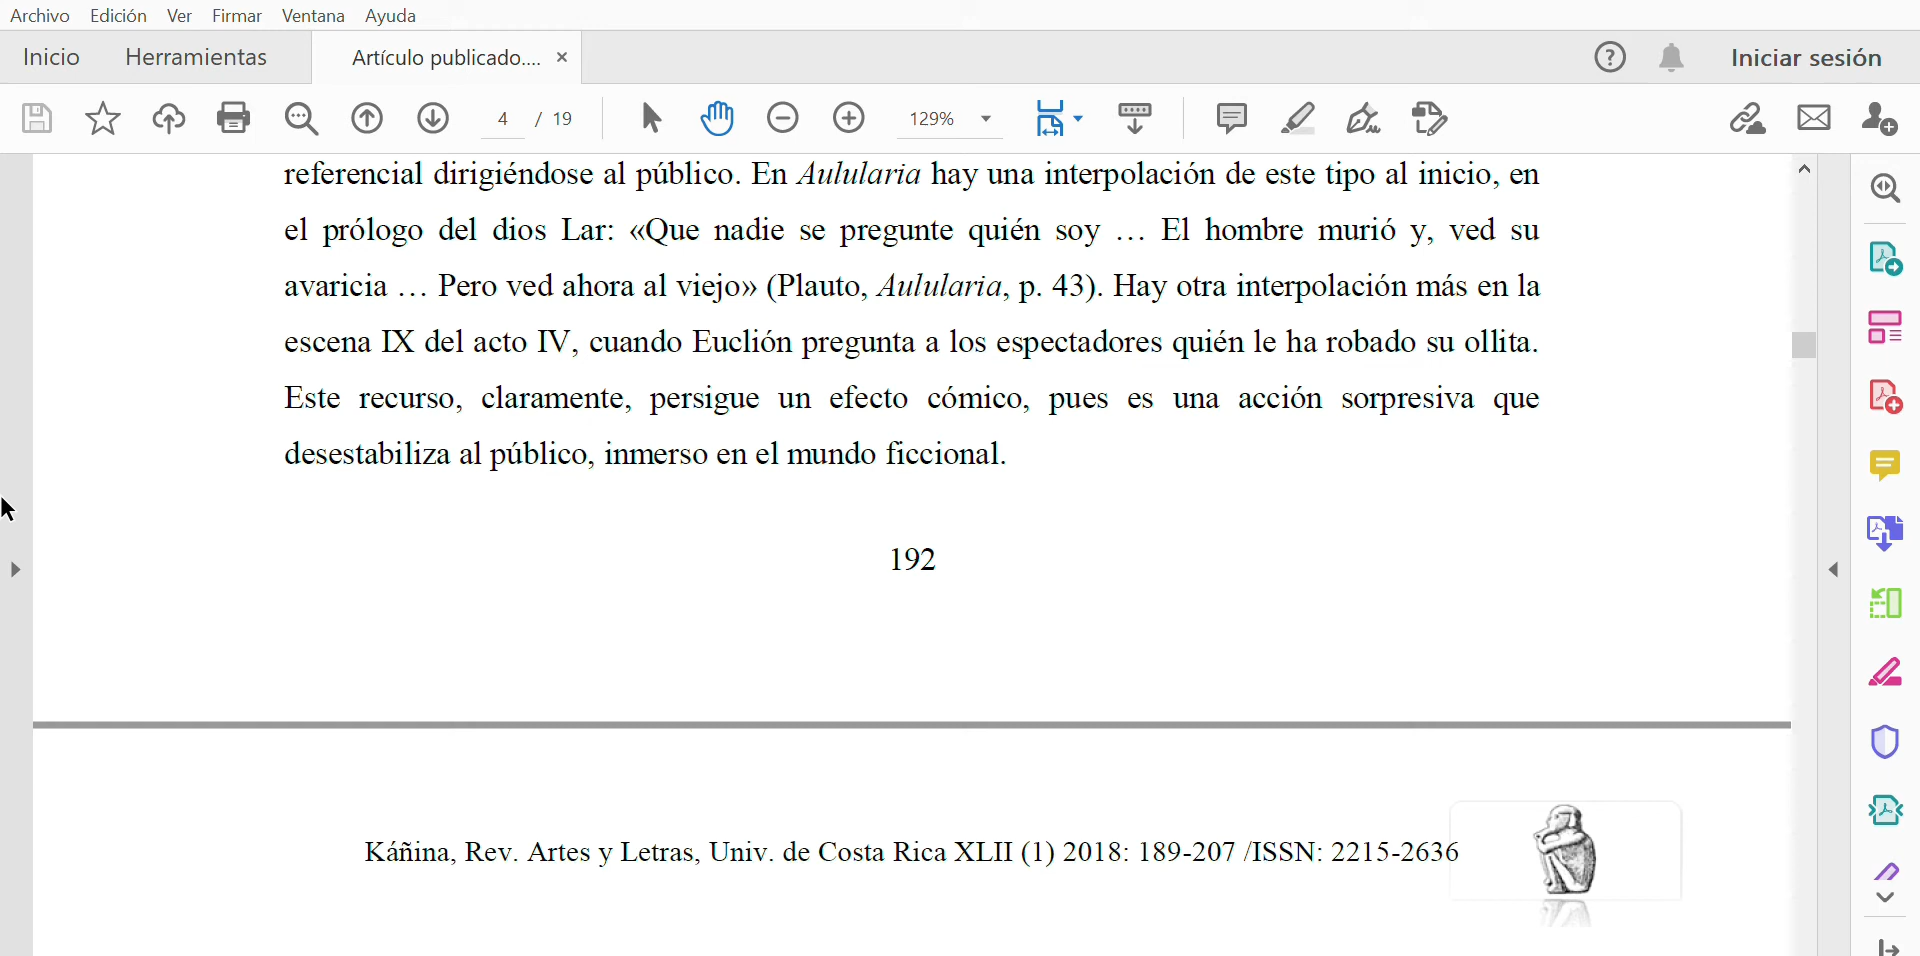 Archivo Edición Ver Firmar Ventana Ayuda
Inicio Herramientas Artículo publicado.... × Iniciar sesión
4 / 19 129%
referencial dirigiéndose al público. En Aulularia hay una interpolación de este tipo al inicio, en
el prólogo del dios Lar: «Que nadie se pregunte quién soy … El hombre murió y, ved su
avaricia … Pero ved ahora al viejo» (Plauto, Aulularia, p. 43). Hay otra interpolación más en la
escena IX del acto IV, cuando Euclión pregunta a los espectadores quién le ha robado su ollita.
Este recurso, claramente, persigue un efecto cómico, pues es una acción sorpresiva que
desestabiliza al público, inmerso en el mundo ficcional.
192
Káñina, Rev. Artes y Letras, Univ. de Costa Rica XLII (1) 2018: 189-207 /ISSN: 2215-2636